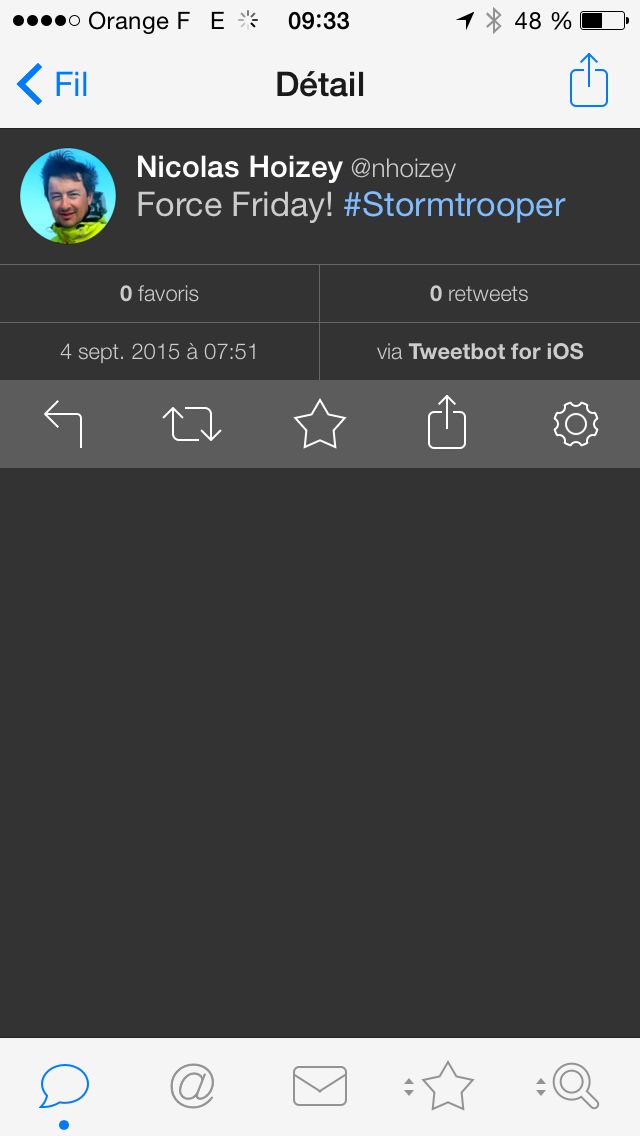 Orange F E 09:33 48 %
Fil Détail
Nicolas Hoizey @nhoizey
Force Friday! #Stormtrooper
0 favoris 0 retweets
4 sept. 2015 à 07:51 via Tweetbot for iOS